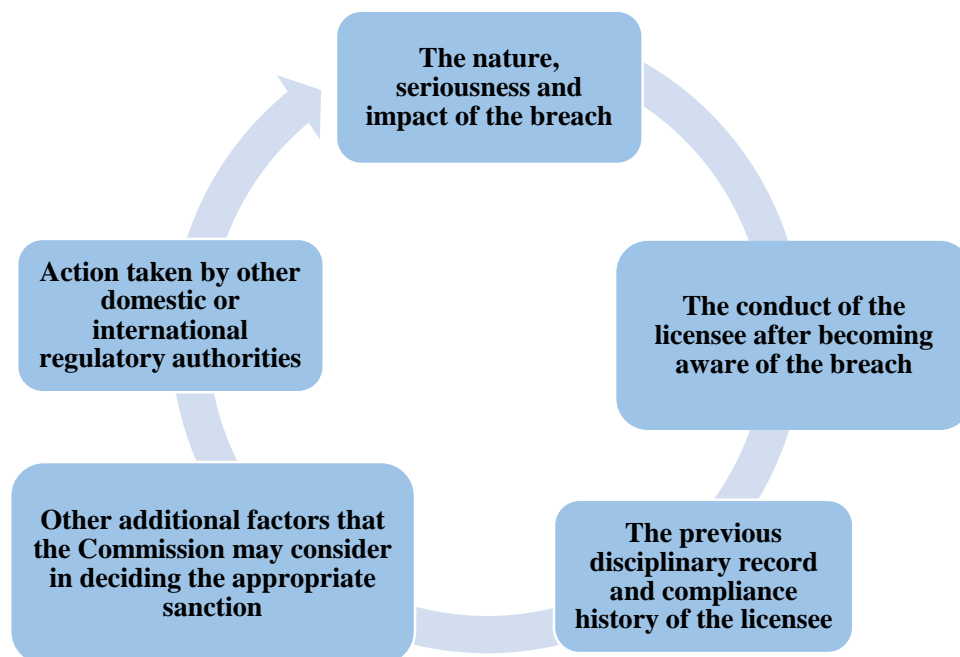 The nature,
seriousness and
impact of the breach
The conduct of the
licensee after becoming
aware of the breach
The previous
disciplinary record
and compliance
history of the licensee
Other additional factors that
the Commission may consider
in deciding the appropriate
sanction
Action taken by other
domestic or
international
regulatory authorities